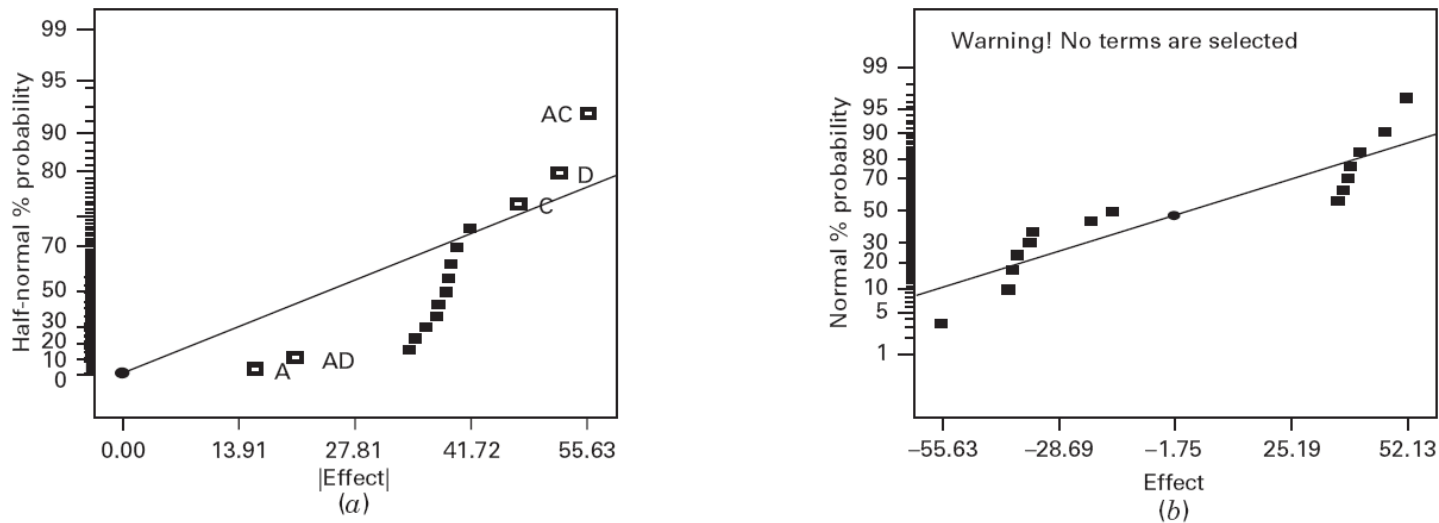 Half-normal % probability
99
95
90
80
70
50
30
20
10
0
AC
D
C
A
AD
0.00 13.91 27.81 41.72 55.63
|Effect|
(a)
Warning! No terms are selected
Normal % probability
99
95
90
80
70
50
30
20
10
5
1
−55.63 −28.69 −1.75 25.19 52.13
Effect
(b)